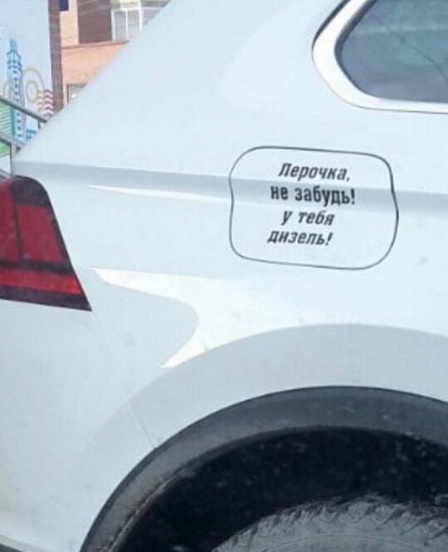 Лерочка,
не забудь!
у тебя
дизель!